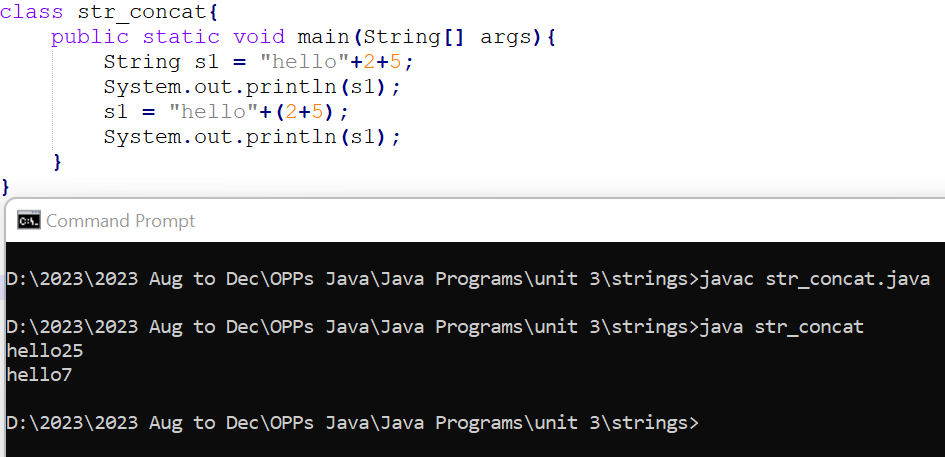 class str_concat{
public static void main(String[] args){
String s1 = "hello"+2+5;
System.out.println(s1);
s1 = "hello"+(2+5);
System.out.println(s1);
}
}
C:\. Command Prompt
D:\2023\2023 Aug to Dec\OPPs Java\Java Programs\unit 3\strings>javac str_concat.java
D:\2023\2023 Aug to Dec\OPPs Java\Java Programs\unit 3\strings>java str_concat
hello25
hello7
D:\2023\2023 Aug to Dec\OPPs Java\Java Programs\unit 3\strings>